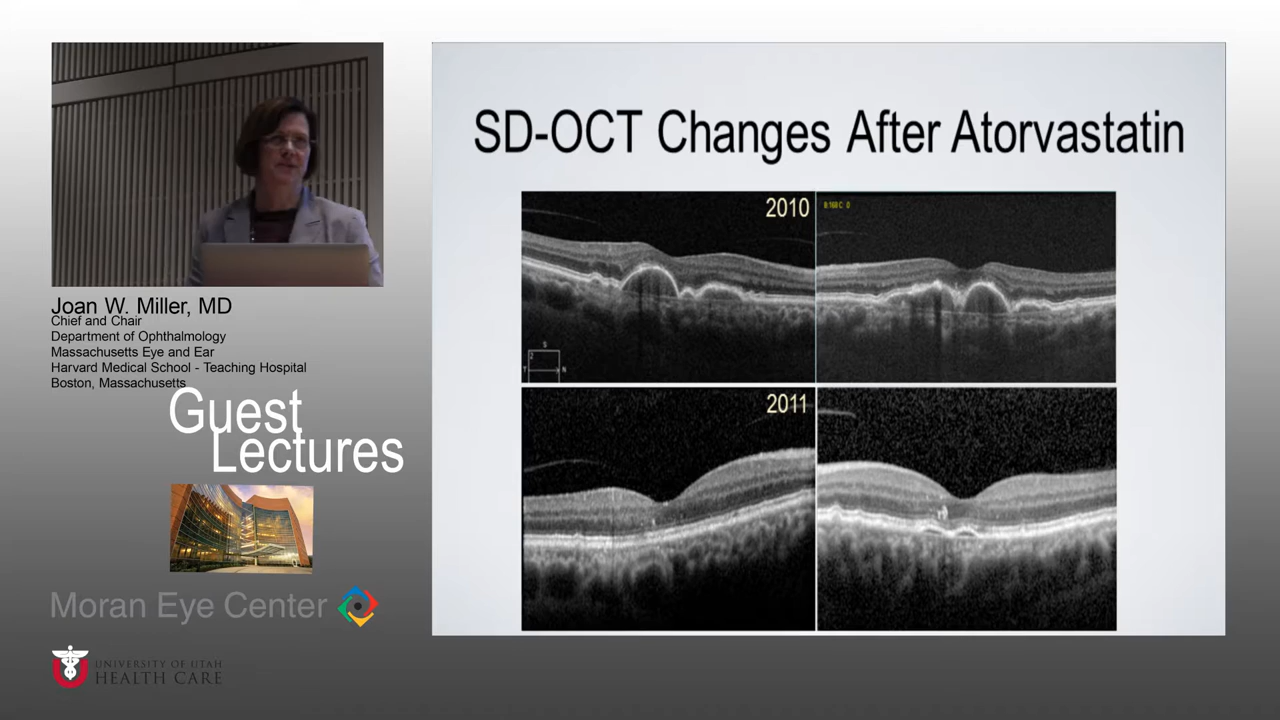 SD-OCT Changes After Atorvastatin
2010
2011
Joan W. Miller, MD
Chief and Chair
Department of Ophthalmology
Massachusetts Eye and Ear
Harvard Medical School - Teaching Hospital
Boston, Massachusetts
Guest
Lectures
Moran Eye Center
UNIVERSITY OF UTAH
HEALTH CARE